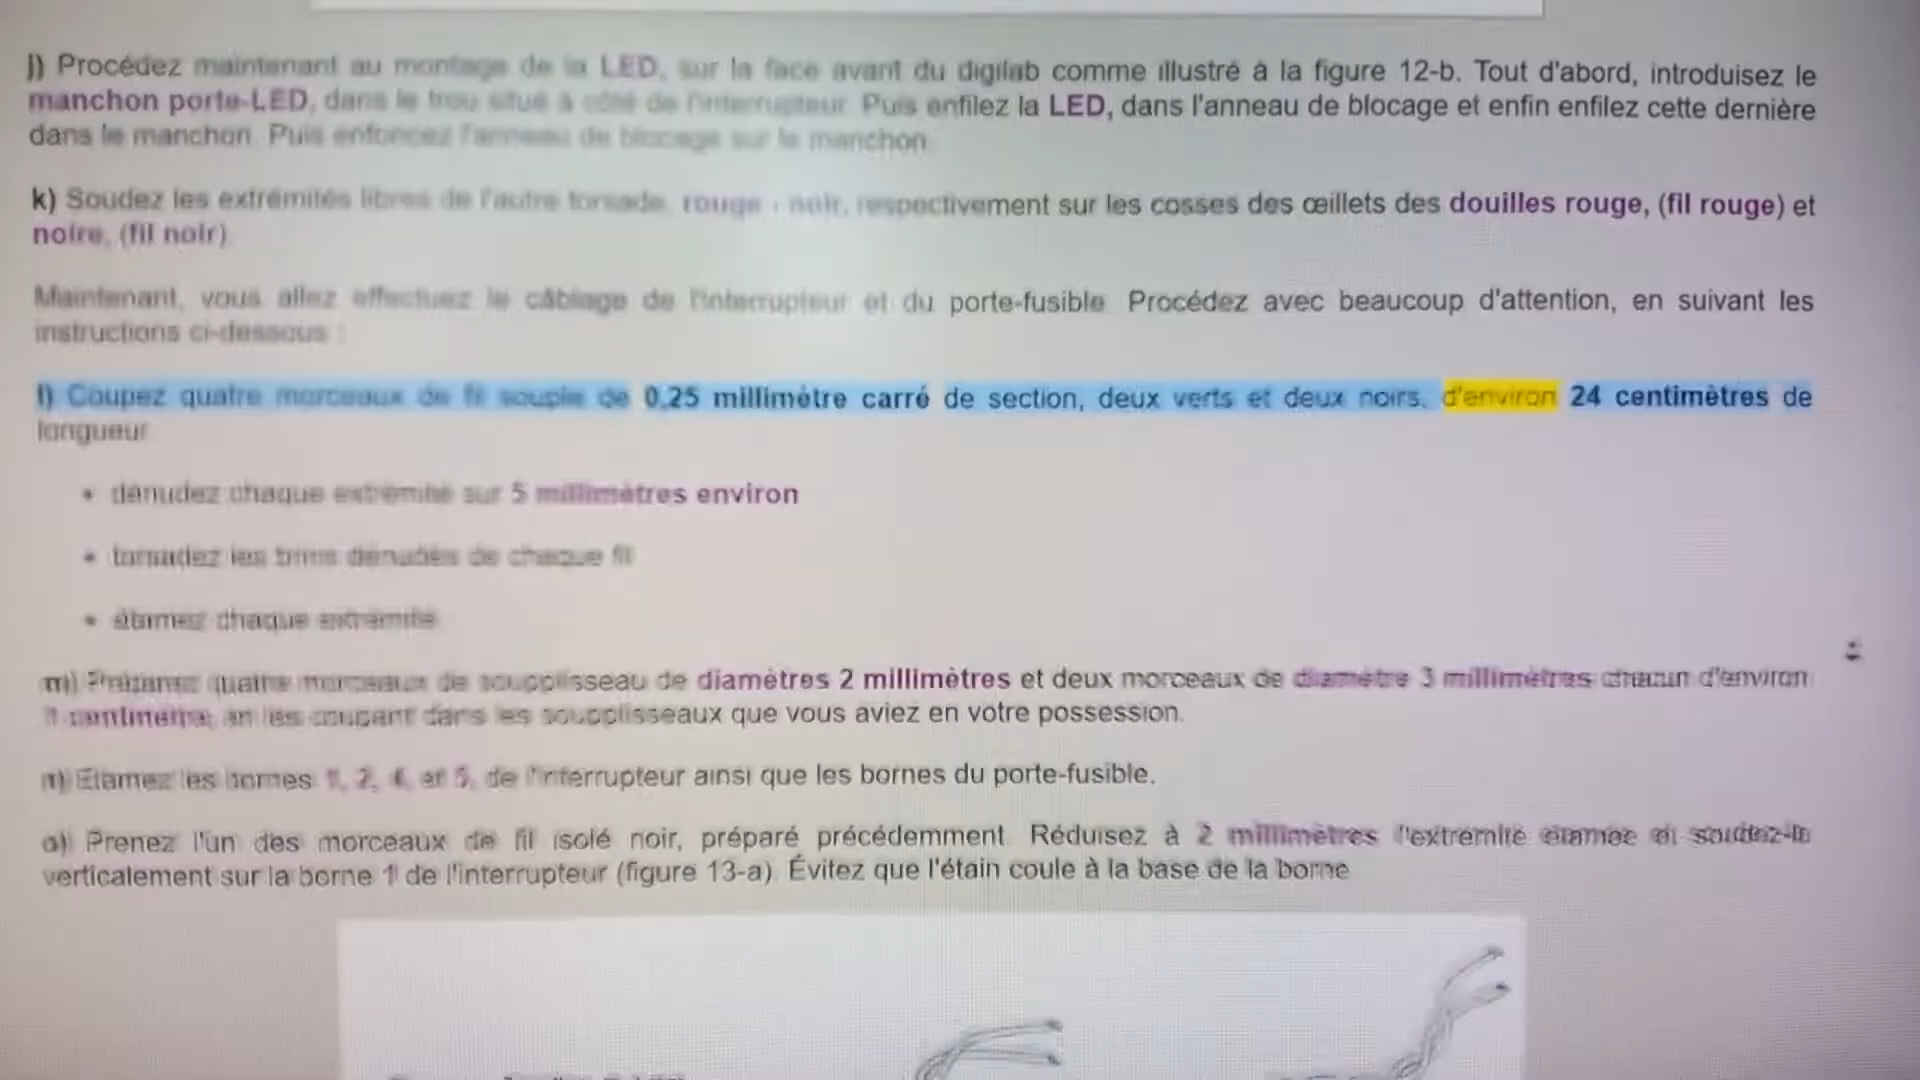 j) Procédez maintenant au montage de la LED, sur la face avant du digilab comme illustré à la figure 12-b. Tout d'abord, introduisez le
manchon porte-LED, dans le trou situé à côté de l'interrupteur. Puis enfilez la LED, dans l'anneau de blocage et enfin enfilez cette dernière
dans le manchon. Puis enfoncez l'anneau de blocage sur le manchon.
k) Soudez les extrémités libres de l'autre torsade, rouge - noir, respectivement sur les cosses des œillets des douilles rouge, (fil rouge) et
noire, (fil noir).
Maintenant, vous allez effectuez le câblage de l'interrupteur et du porte-fusible. Procédez avec beaucoup d'attention, en suivant les
instructions ci-dessous :
l) Coupez quatre morceaux de fil souple de 0,25 millimètre carré de section, deux verts et deux noirs, d'environ 24 centimètres de
longueur
• dénudez chaque extrémité sur 5 millimètres environ
• torsadez les brins dénudés de chaque fil
• étamez chaque extrémité
m) Préparez quatre morceaux de souplisseau de diamètres 2 millimètres et deux morceaux de diamètre 3 millimètres chacun d'environ
1 centimètre, en les coupant dans les souplisseaux que vous aviez en votre possession.
n) Etamez les bornes 1, 2, 4, et 5, de l'interrupteur ainsi que les bornes du porte-fusible.
o) Prenez l'un des morceaux de fil isolé noir, préparé précédemment. Réduisez à 2 millimètres l'extrémité étamée et soudez-le
verticalement sur la borne 1 de l'interrupteur (figure 13-a). Évitez que l'étain coule à la base de la borne